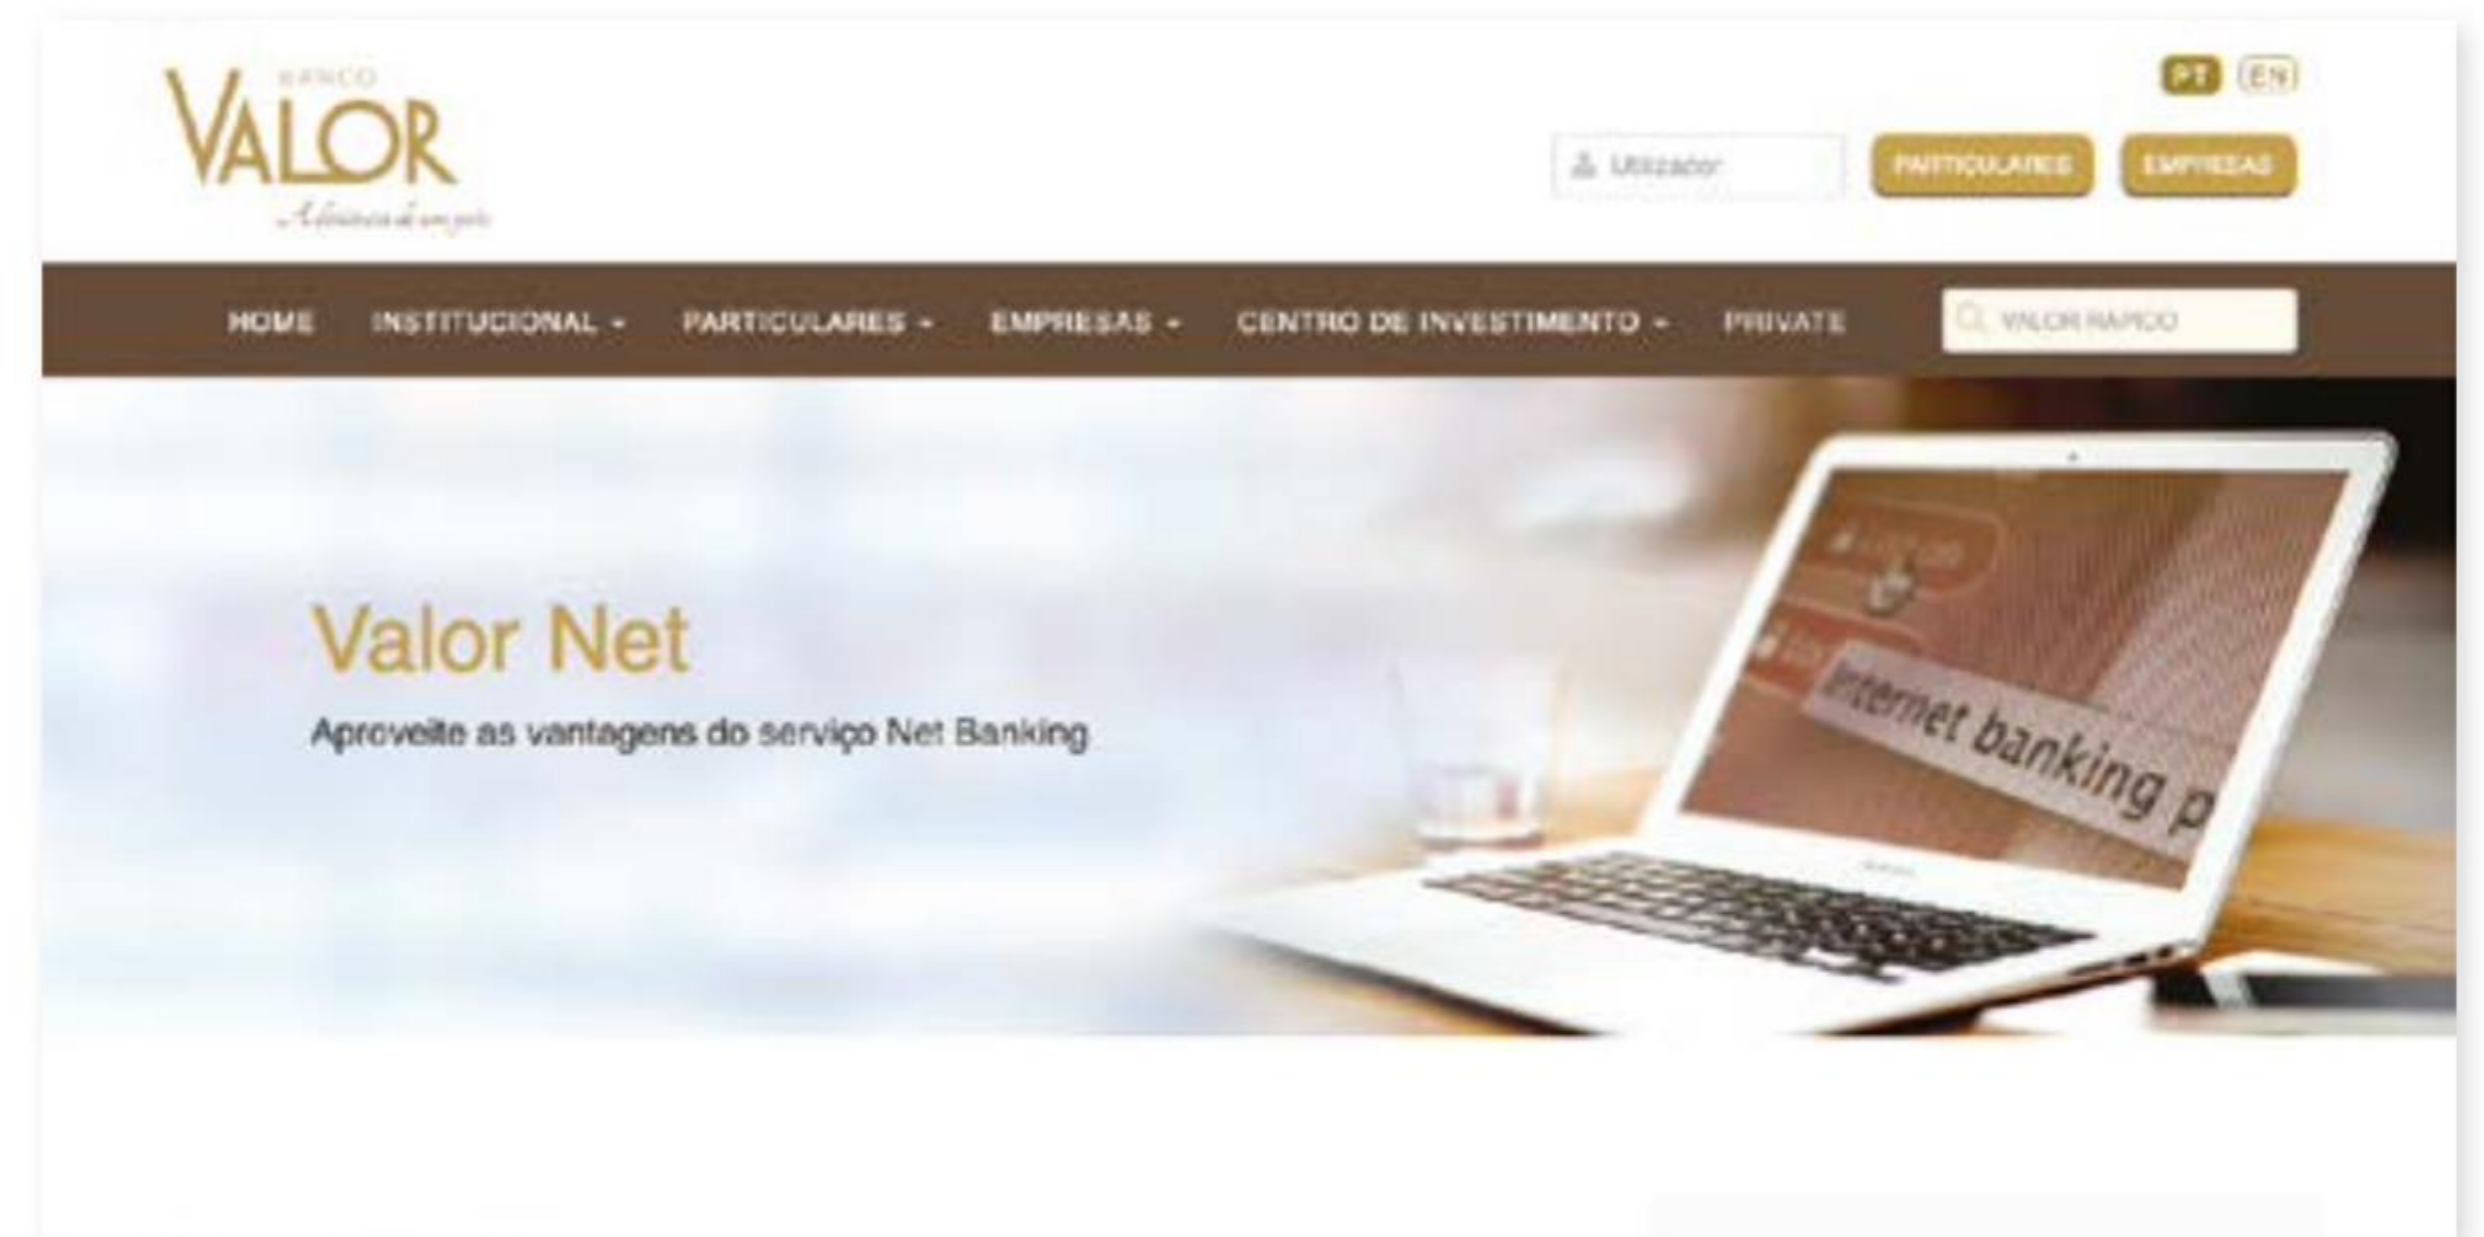 BANCO
VALOR
PT EN
Utilizador
PARTICULARES EMPRESAS
HOME INSTITUCIONAL PARTICULARES EMPRESAS CENTRO DE INVESTIMENTO PRIVATE VALOR RAPIDO
Valor Net
Aproveite as vantagens do serviço Net Banking
internet banking p